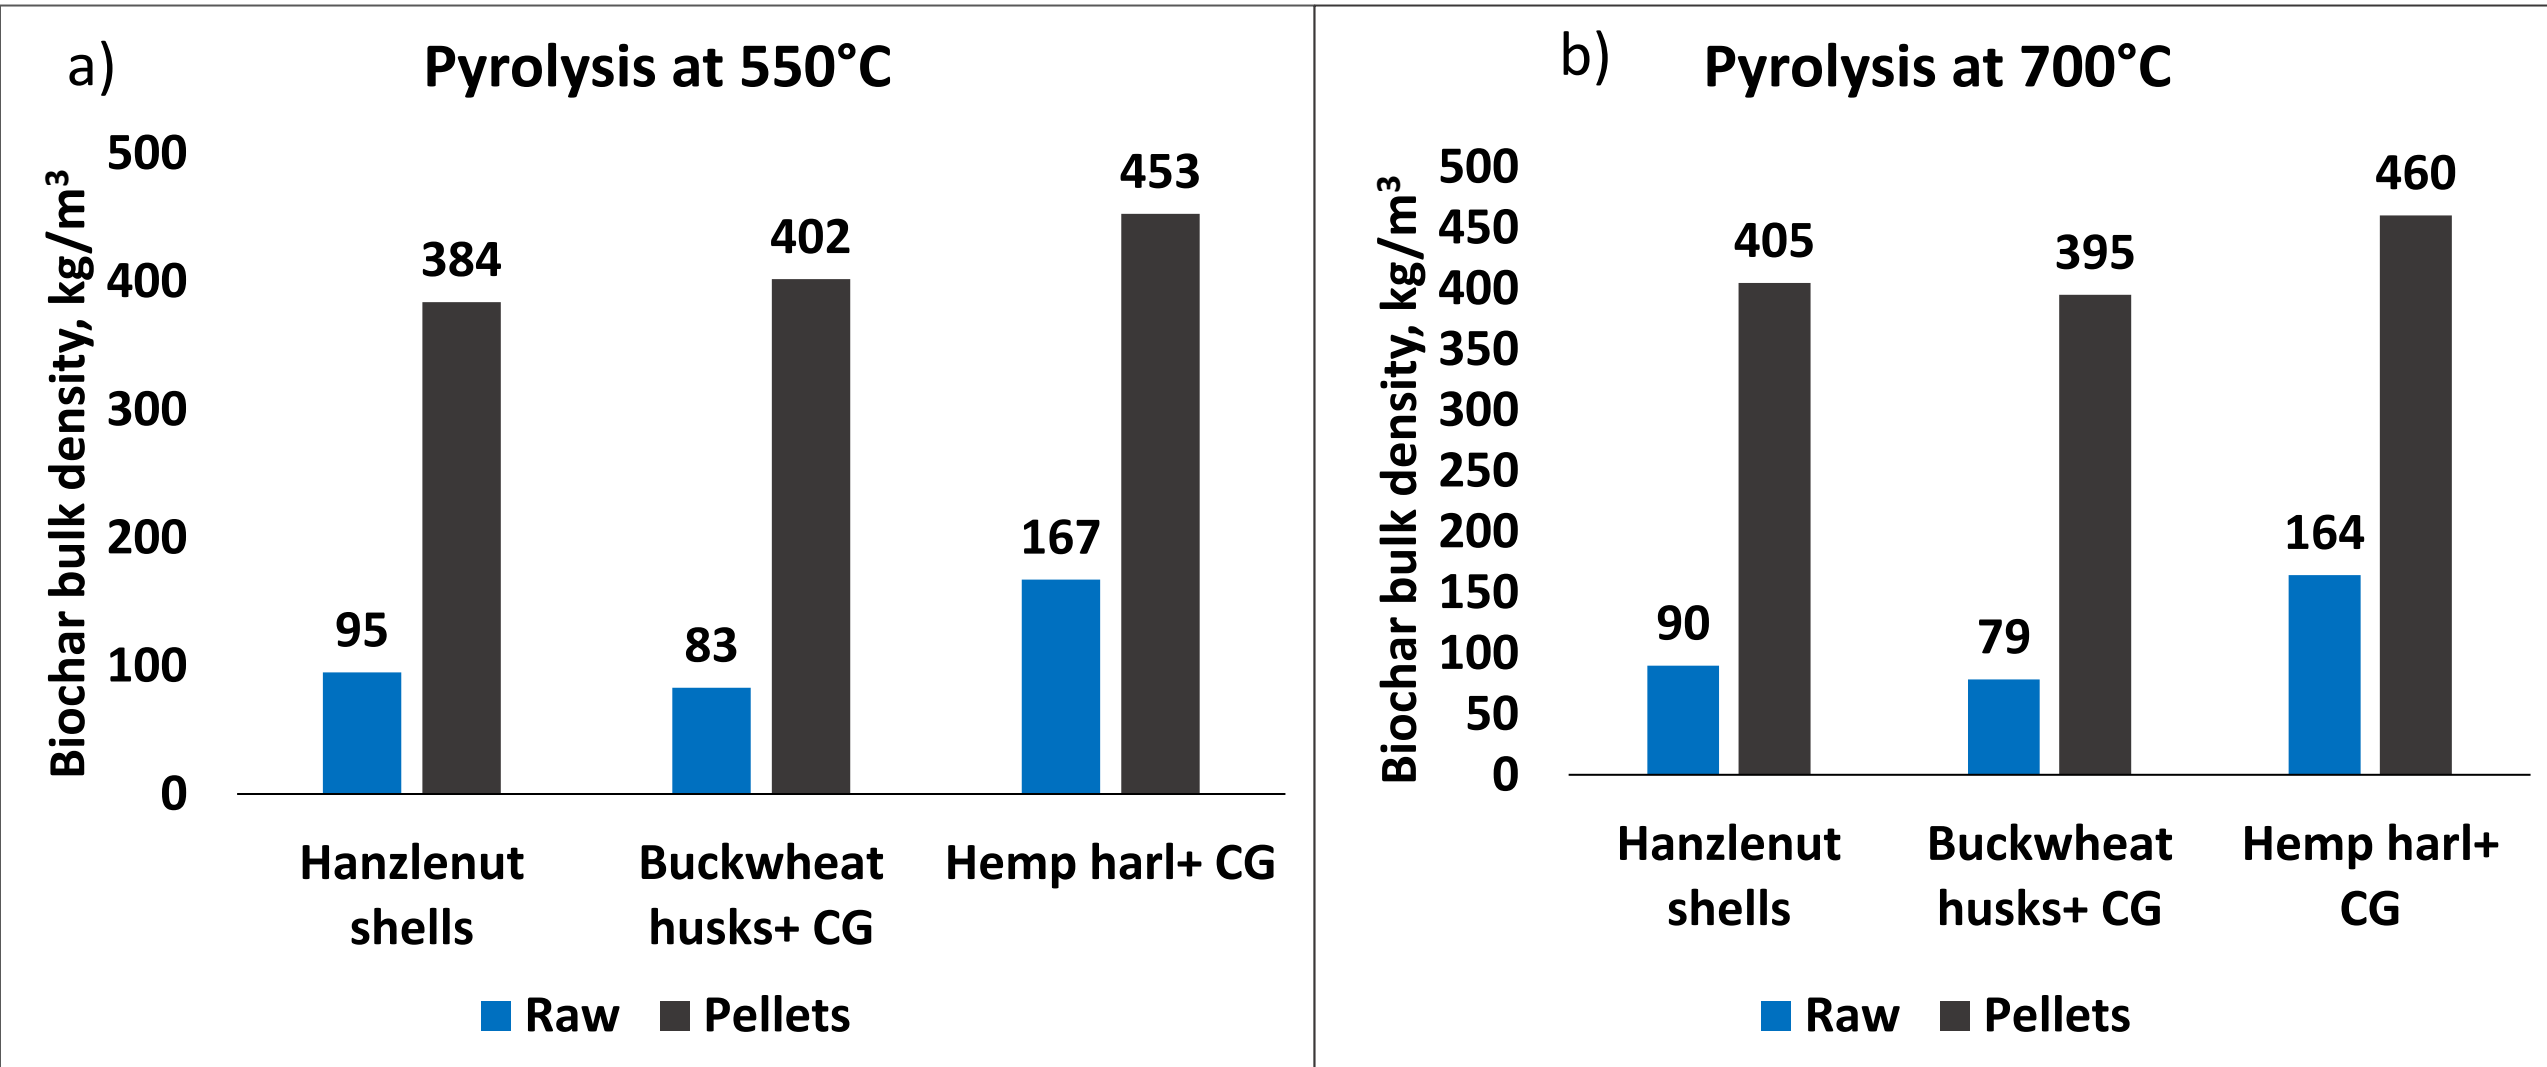 a)
Pyrolysis at 550°C
Biochar bulk density, kg/m³
500
400
300
200
100
0
95
384
83
402
167
453
Hanzlenut
shells
Buckwheat
husks+ CG
Hemp harl+ CG
Raw
Pellets
b)
Pyrolysis at 700°C
Biochar bulk density, kg/m³
500
450
400
350
300
250
200
150
100
50
0
90
405
79
395
164
460
Hanzlenut
shells
Buckwheat
husks+ CG
Hemp harl+
CG
Raw
Pellets